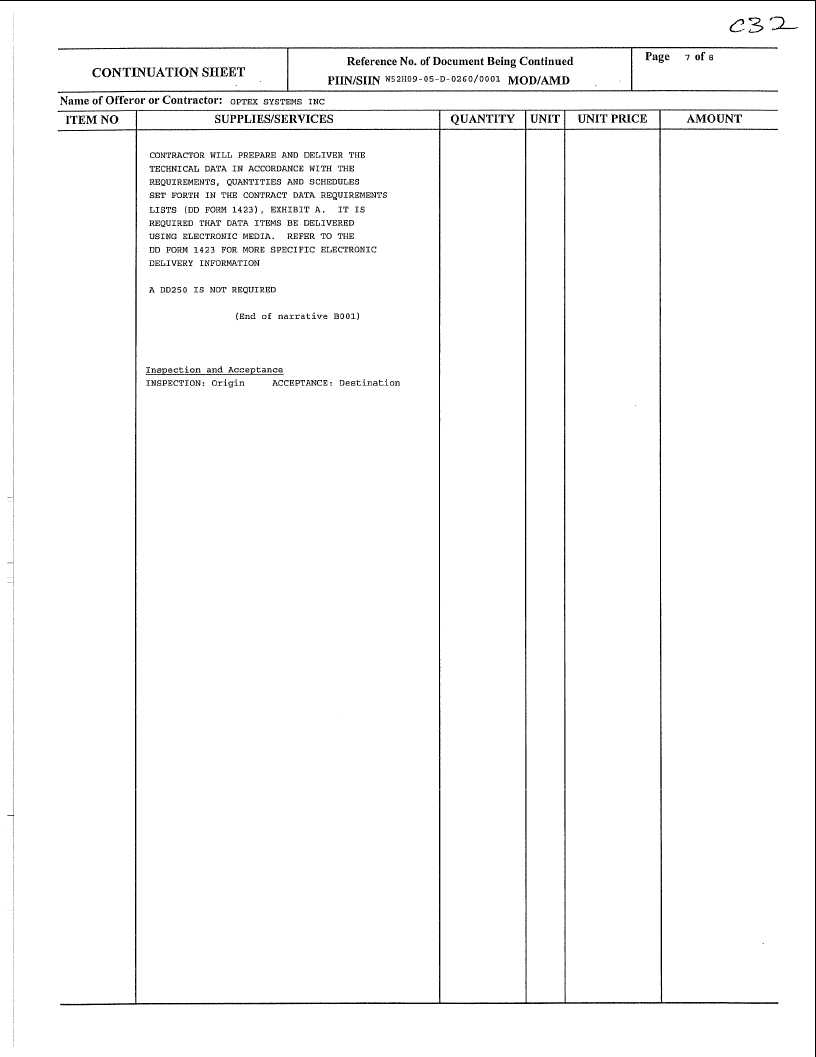 C32
CONTINUATION SHEET
Reference No. of Document Being Continued
PIIN/SIIN W52H09-05-D-0260/0001 MOD/AMD
Page 7 of 8
Name of Offeror or Contractor: OPTEX SYSTEMS INC
ITEM NO SUPPLIES/SERVICES QUANTITY UNIT UNIT PRICE AMOUNT
CONTRACTOR WILL PREPARE AND DELIVER THE
TECHNICAL DATA IN ACCORDANCE WITH THE
REQUIREMENTS, QUANTITIES AND SCHEDULES
SET FORTH IN THE CONTRACT DATA REQUIREMENTS
LISTS (DD FORM 1423), EXHIBIT A. IT IS
REQUIRED THAT DATA ITEMS BE DELIVERED
USING ELECTRONIC MEDIA. REFER TO THE
DD FORM 1423 FOR MORE SPECIFIC ELECTRONIC
DELIVERY INFORMATION
A DD250 IS NOT REQUIRED
(End of narrative B001)
Inspection and Acceptance
INSPECTION: Origin ACCEPTANCE: Destination